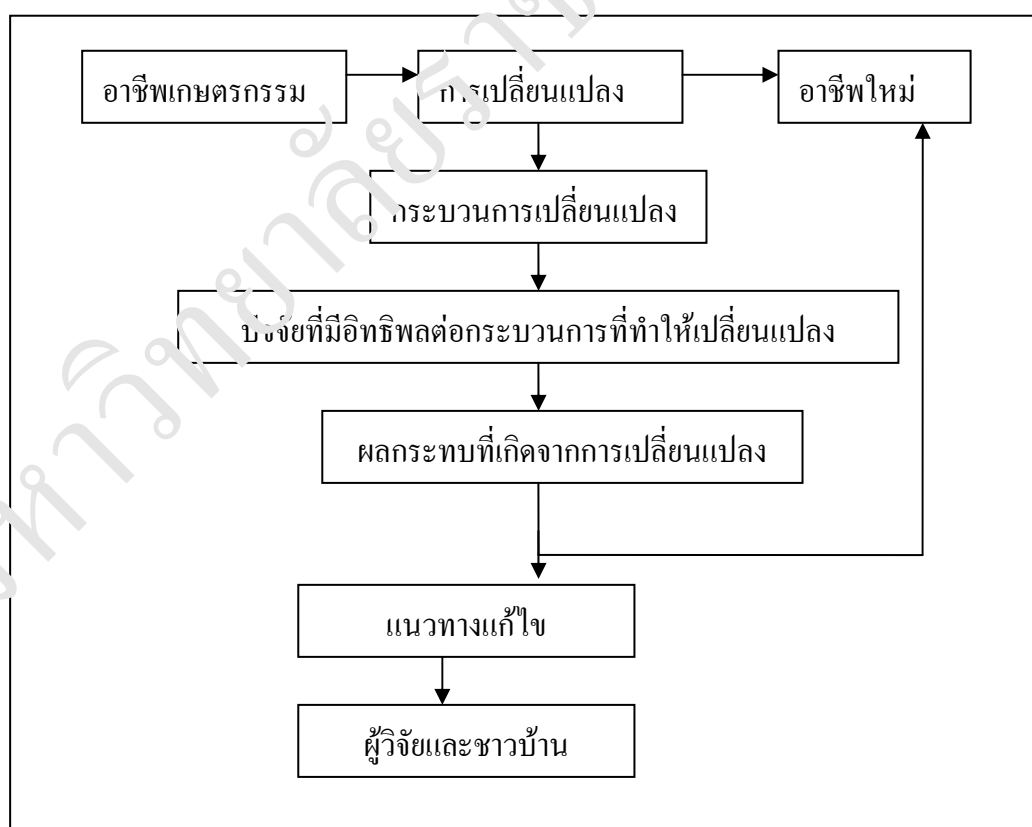 อาชีพเกษตรกรรม
การเปลี่ยนแปลง
อาชีพใหม่
กระบวนการเปลี่ยนแปลง
ปัจจัยที่มีอิทธิพลต่อกระบวนการที่ทำให้เปลี่ยนแปลง
ผลกระทบที่เกิดจากการเปลี่ยนแปลง
แนวทางแก้ไข
ผู้วิจัยและชาวบ้าน